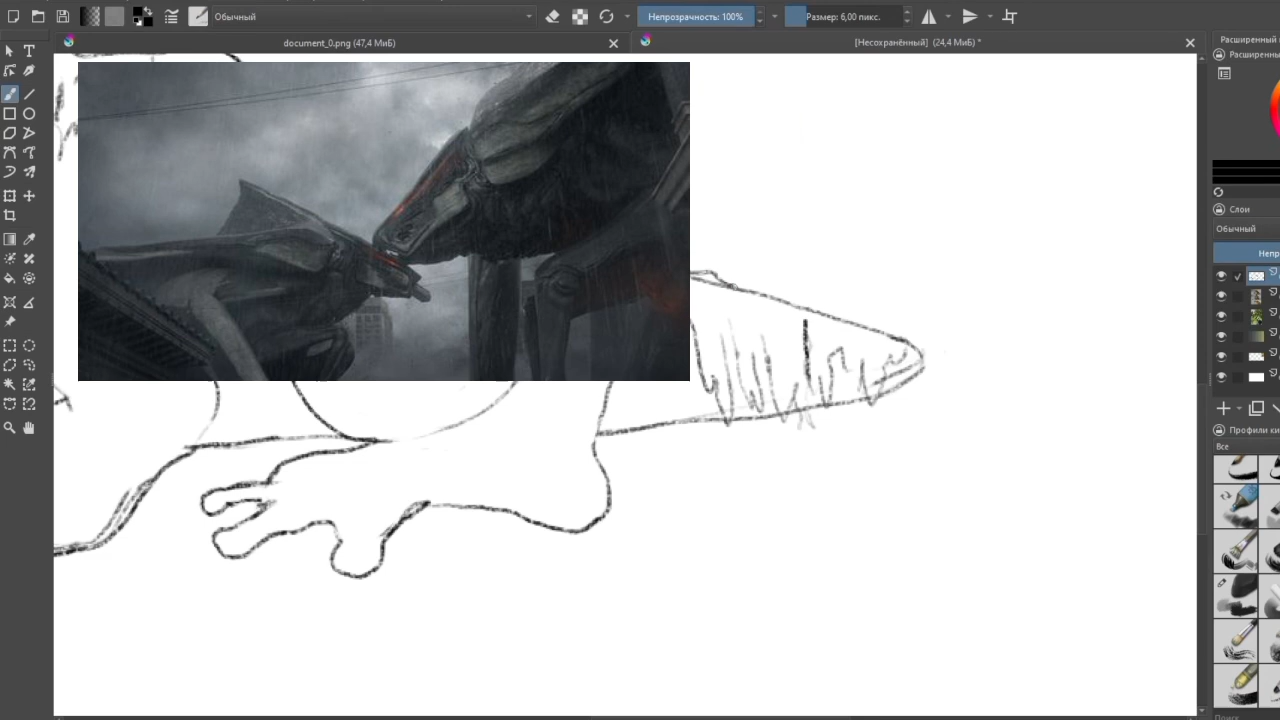 Обычный
Непрозрачность: 100%
Размер: 6,00 пикс.
document_0.png (47,4 МиБ)
[Несохранённый] (24,4 МиБ) *
Расширенный
Расширенны
Слои
Обычный
Непр
Профили ки
Все
Поиск